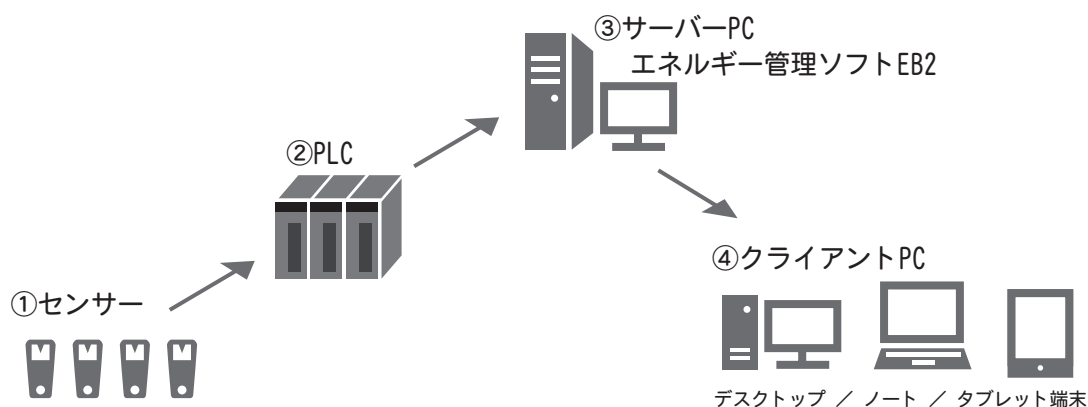 ①センサー
②PLC
③サーバーPC
エネルギー管理ソフトEB2
④クライアントPC
デスクトップ / ノート / タブレット端末